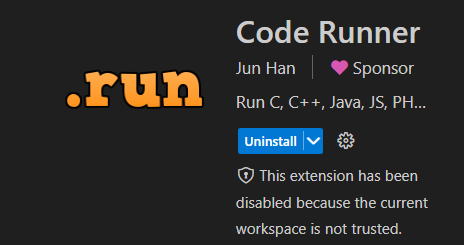 Code Runner
.run
Jun Han Sponsor
Run C, C++, Java, JS, PH...
Uninstall
This extension has been
disabled because the current
workspace is not trusted.